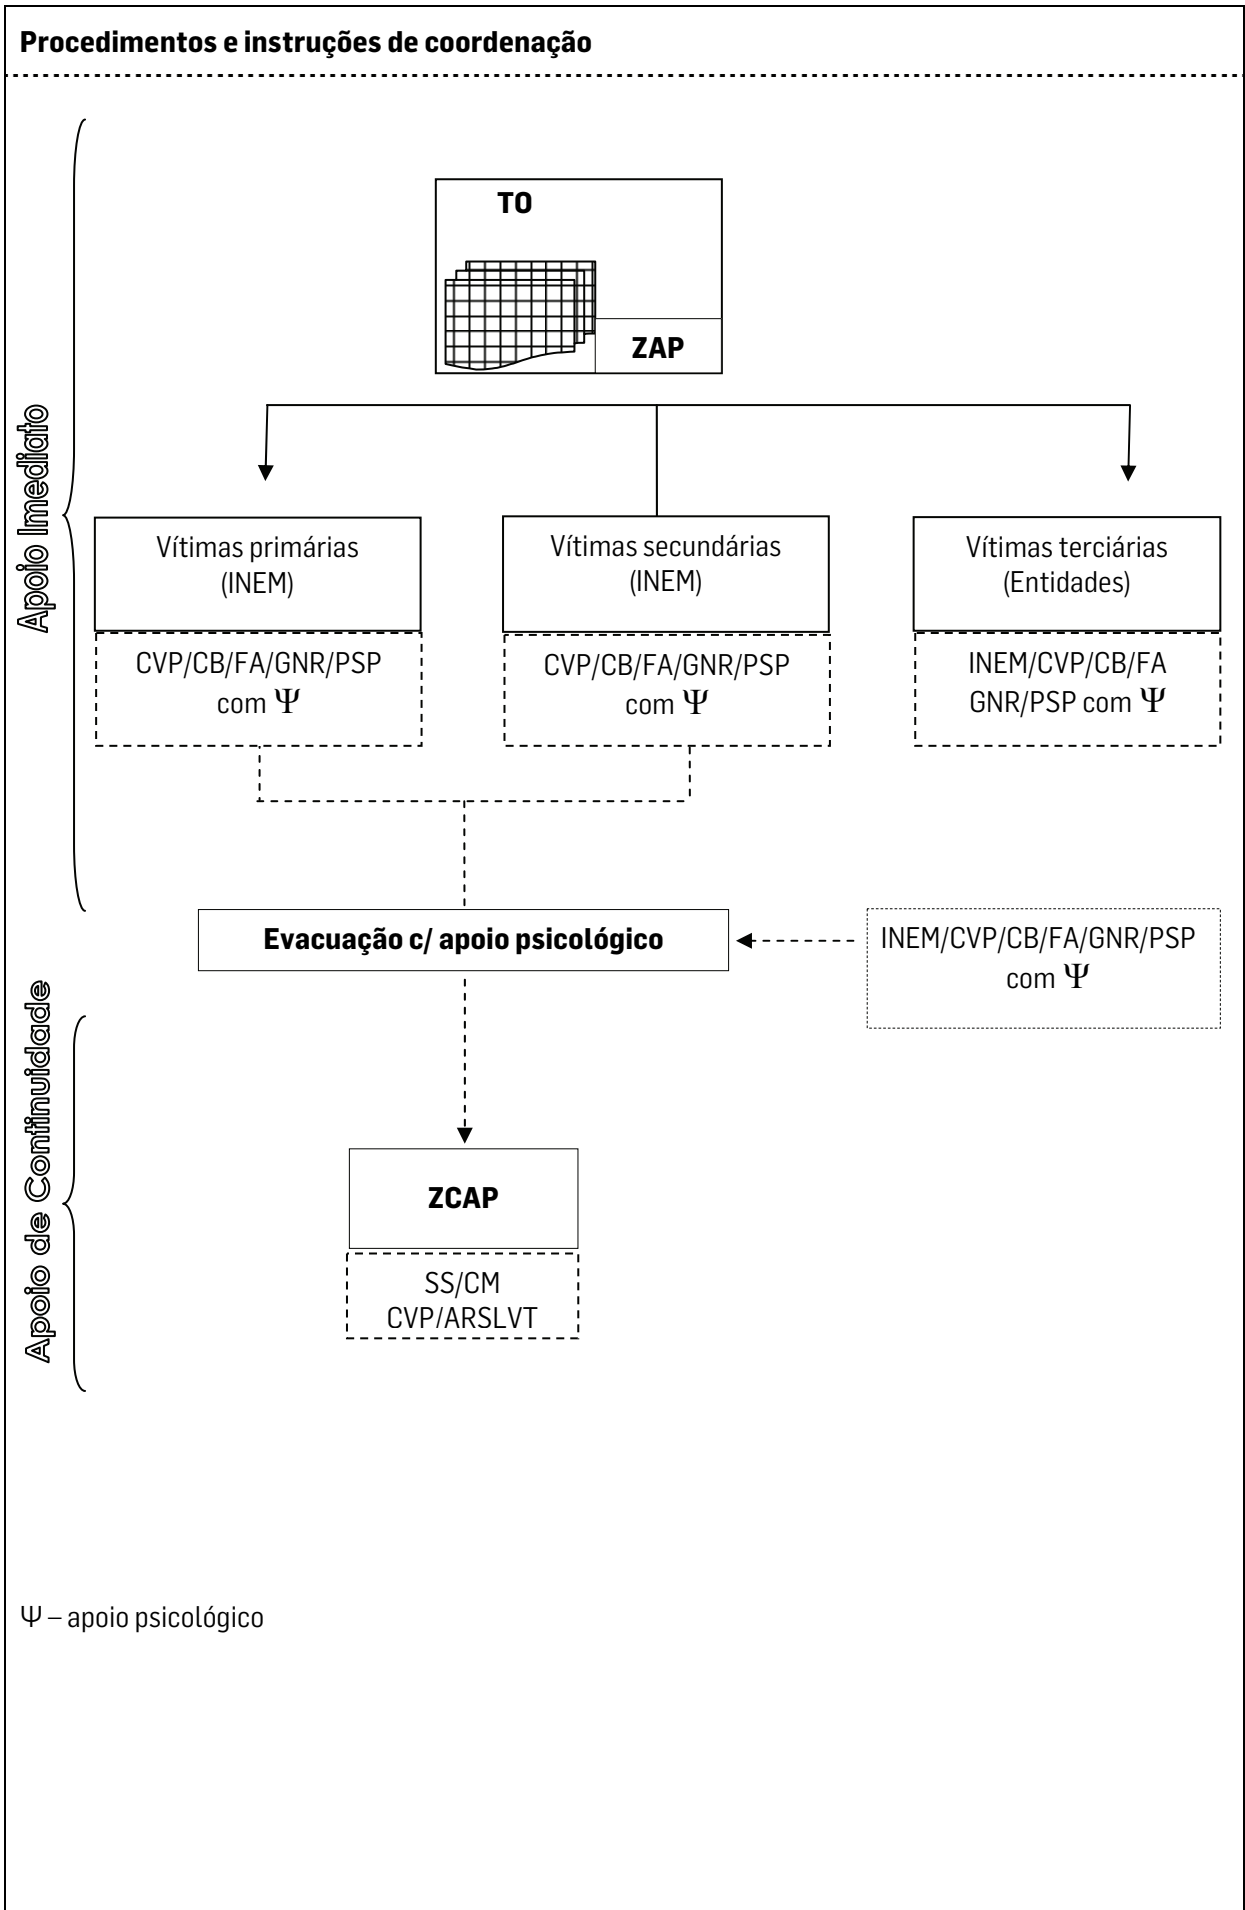 Procedimentos e instruções de coordenação
TO
ZAP
Apoio Imediato
Vítimas primárias
(INEM)
CVP/CB/FA/GNR/PSP
com Ψ
Vítimas secundárias
(INEM)
CVP/CB/FA/GNR/PSP
com Ψ
Vítimas terciárias
(Entidades)
INEM/CVP/CB/FA
GNR/PSP com Ψ
Evacuação c/ apoio psicológico
INEM/CVP/CB/FA/GNR/PSP
com Ψ
Apoio de Continuidade
ZCAP
SS/CM
CVP/ARSLVT
Ψ – apoio psicológico